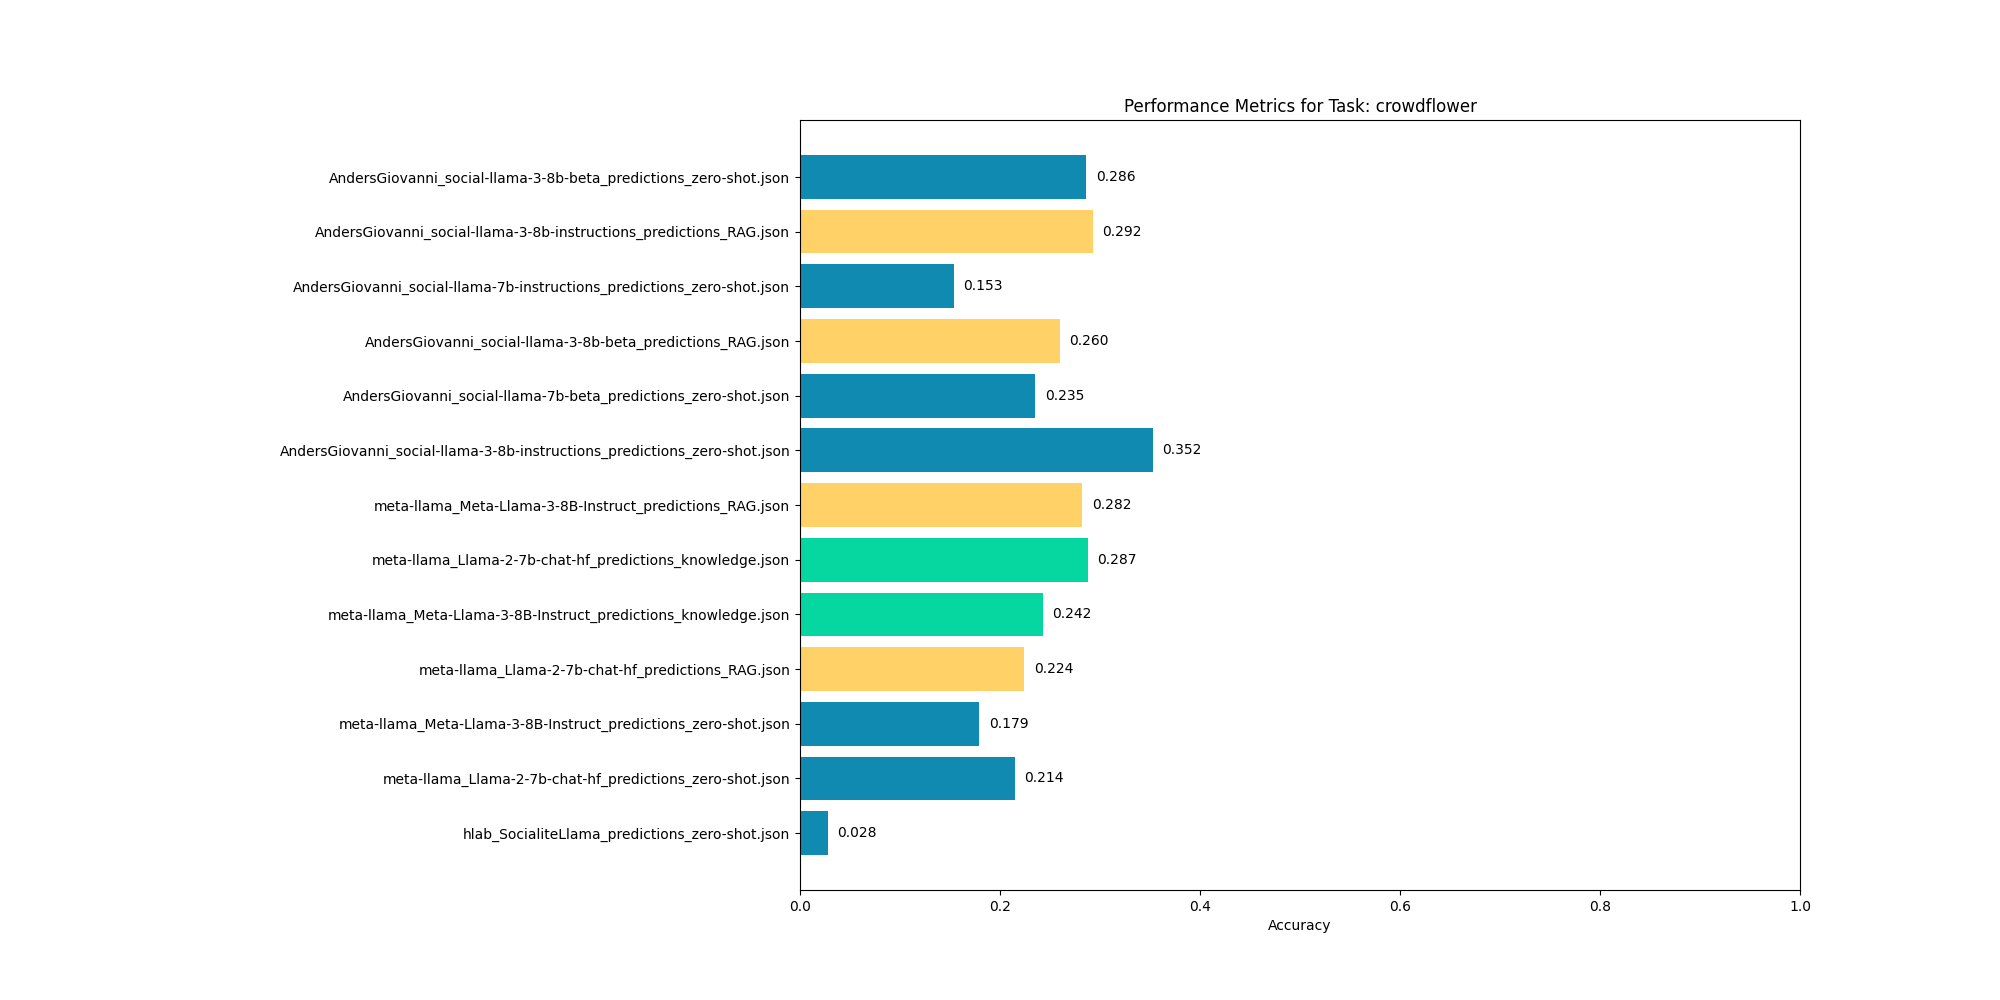 Performance Metrics for Task: crowdflower
AndersGiovanni_social-llama-3-8b-beta_predictions_zero-shot.json 0.286
AndersGiovanni_social-llama-3-8b-instructions_predictions_RAG.json 0.292
AndersGiovanni_social-llama-7b-instructions_predictions_zero-shot.json 0.153
AndersGiovanni_social-llama-3-8b-beta_predictions_RAG.json 0.260
AndersGiovanni_social-llama-7b-beta_predictions_zero-shot.json 0.235
AndersGiovanni_social-llama-3-8b-instructions_predictions_zero-shot.json 0.352
meta-llama_Meta-Llama-3-8B-Instruct_predictions_RAG.json 0.282
meta-llama_Llama-2-7b-chat-hf_predictions_knowledge.json 0.287
meta-llama_Meta-Llama-3-8B-Instruct_predictions_knowledge.json 0.242
meta-llama_Llama-2-7b-chat-hf_predictions_RAG.json 0.224
meta-llama_Meta-Llama-3-8B-Instruct_predictions_zero-shot.json 0.179
meta-llama_Llama-2-7b-chat-hf_predictions_zero-shot.json 0.214
hlab_SocialiteLlama_predictions_zero-shot.json 0.028
0.0 0.2 0.4 0.6 0.8 1.0
Accuracy